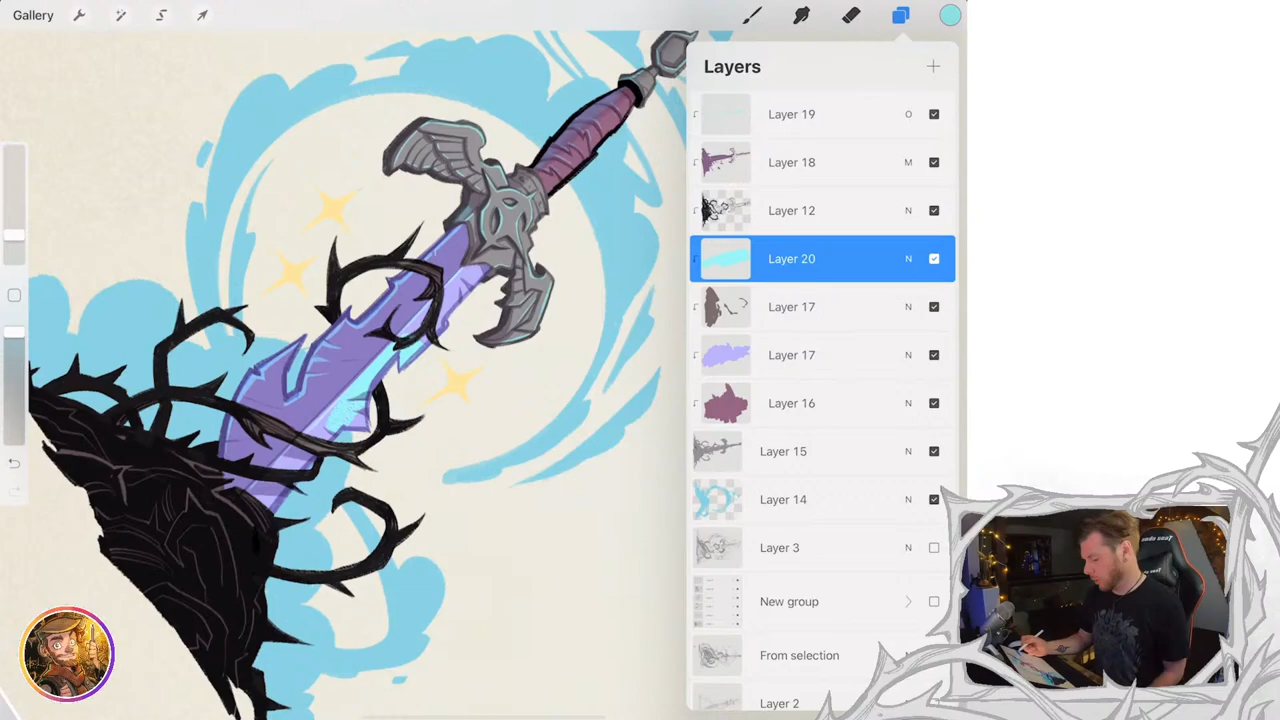 Gallery
Layers
Layer 19 O
Layer 18 M
Layer 12 N
Layer 20 N
Layer 17 N
Layer 17 N
Layer 16 N
Layer 15 N
Layer 14 N
Layer 3 N
New group
From selection
Layer 2